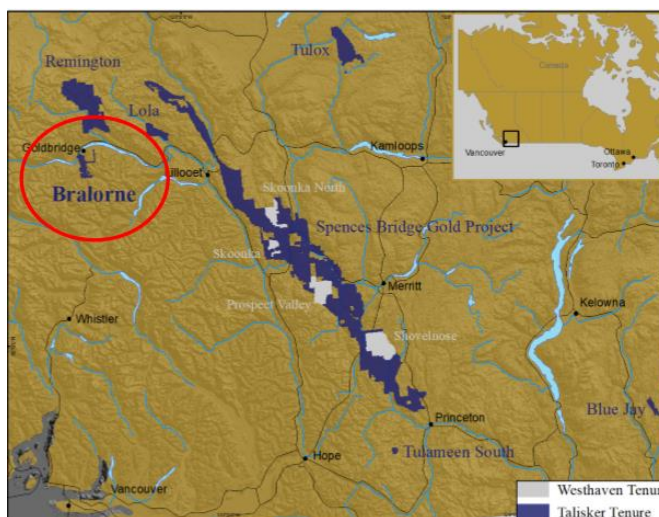 Remington
Tulox
Canada
Lola
Goldbridge
Kamloops
Vancouver
Ottawa
Toronto
Lillooet
Bralorne
Skoonka North
Spences Bridge Gold Project
Skoonka
Merritt
Prospect Valley
Kelowna
Whistler
Shovelnose
Blue Jay
Princeton
Tulameen South
Hope
Vancouver
Westhaven Tenur
Talisker Tenure